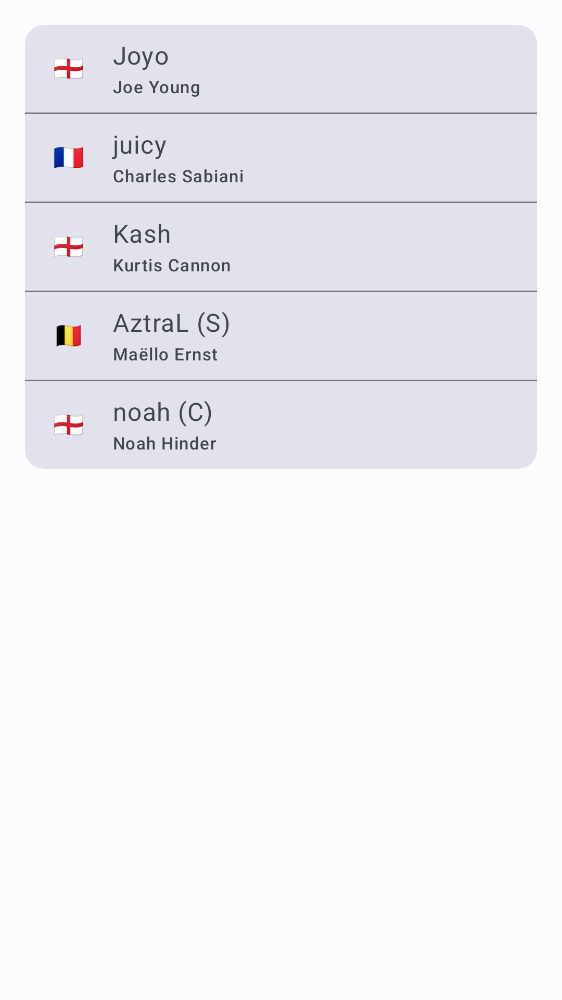 Joyo
Joe Young
juicy
Charles Sabiani
Kash
Kurtis Cannon
AztraL (S)
Maëllo Ernst
noah (C)
Noah Hinder